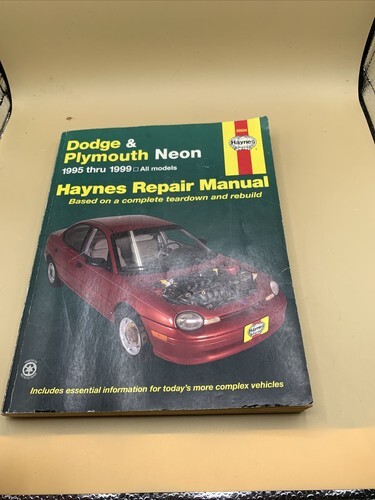 Dodge &
Plymouth Neon
1995 thru 1999 All models
Haynes
Haynes Repair Manual
Based on a complete teardown and rebuild
Haynes
Includes essential information for today's more complex vehicles